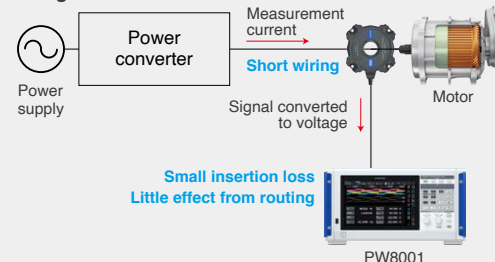 Measurement
current
Power
converter
Short wiring
Power
supply
Motor
Signal converted
to voltage
Small insertion loss
Little effect from routing
PW8001